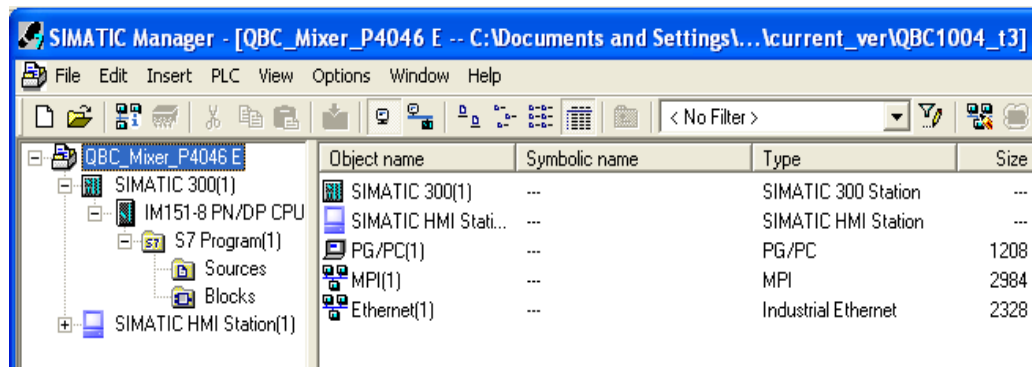 SIMATIC Manager - [QBC_Mixer_P4046 E -- C:\Documents and Settings\...\current_ver\QBC1004_t3]
File Edit Insert PLC View Options Window Help
< No Filter >
QBC_Mixer_P4046 E
SIMATIC 300(1)
IM151-8 PN/DP CPU
S7 Program(1)
Sources
Blocks
SIMATIC HMI Station(1)
Object name Symbolic name Type Size
SIMATIC 300(1) --- SIMATIC 300 Station ---
SIMATIC HMI Stati... --- SIMATIC HMI Station ---
PG/PC(1) --- PG/PC 1208
MPI(1) --- MPI 2984
Ethernet(1) --- Industrial Ethernet 2328